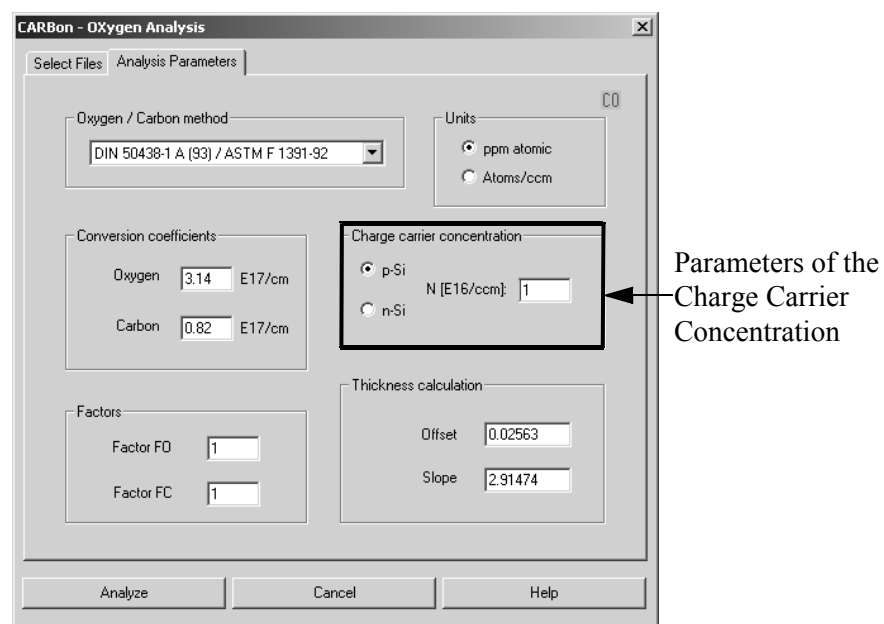 CARBon - OXygen Analysis
Select Files
Analysis Parameters
CO
Oxygen / Carbon method
DIN 50438-1 A (93) / ASTM F 1391-92
Units
ppm atomic
Atoms/ccm
Conversion coefficients
Oxygen 3.14 E17/cm
Carbon 0.82 E17/cm
Charge carrier concentration
p-Si
N [E16/ccm]: 1
n-Si
Parameters of the
Charge Carrier
Concentration
Factors
Factor FO 1
Factor FC 1
Thickness calculation
Offset 0.02563
Slope 2.91474
Analyze
Cancel
Help